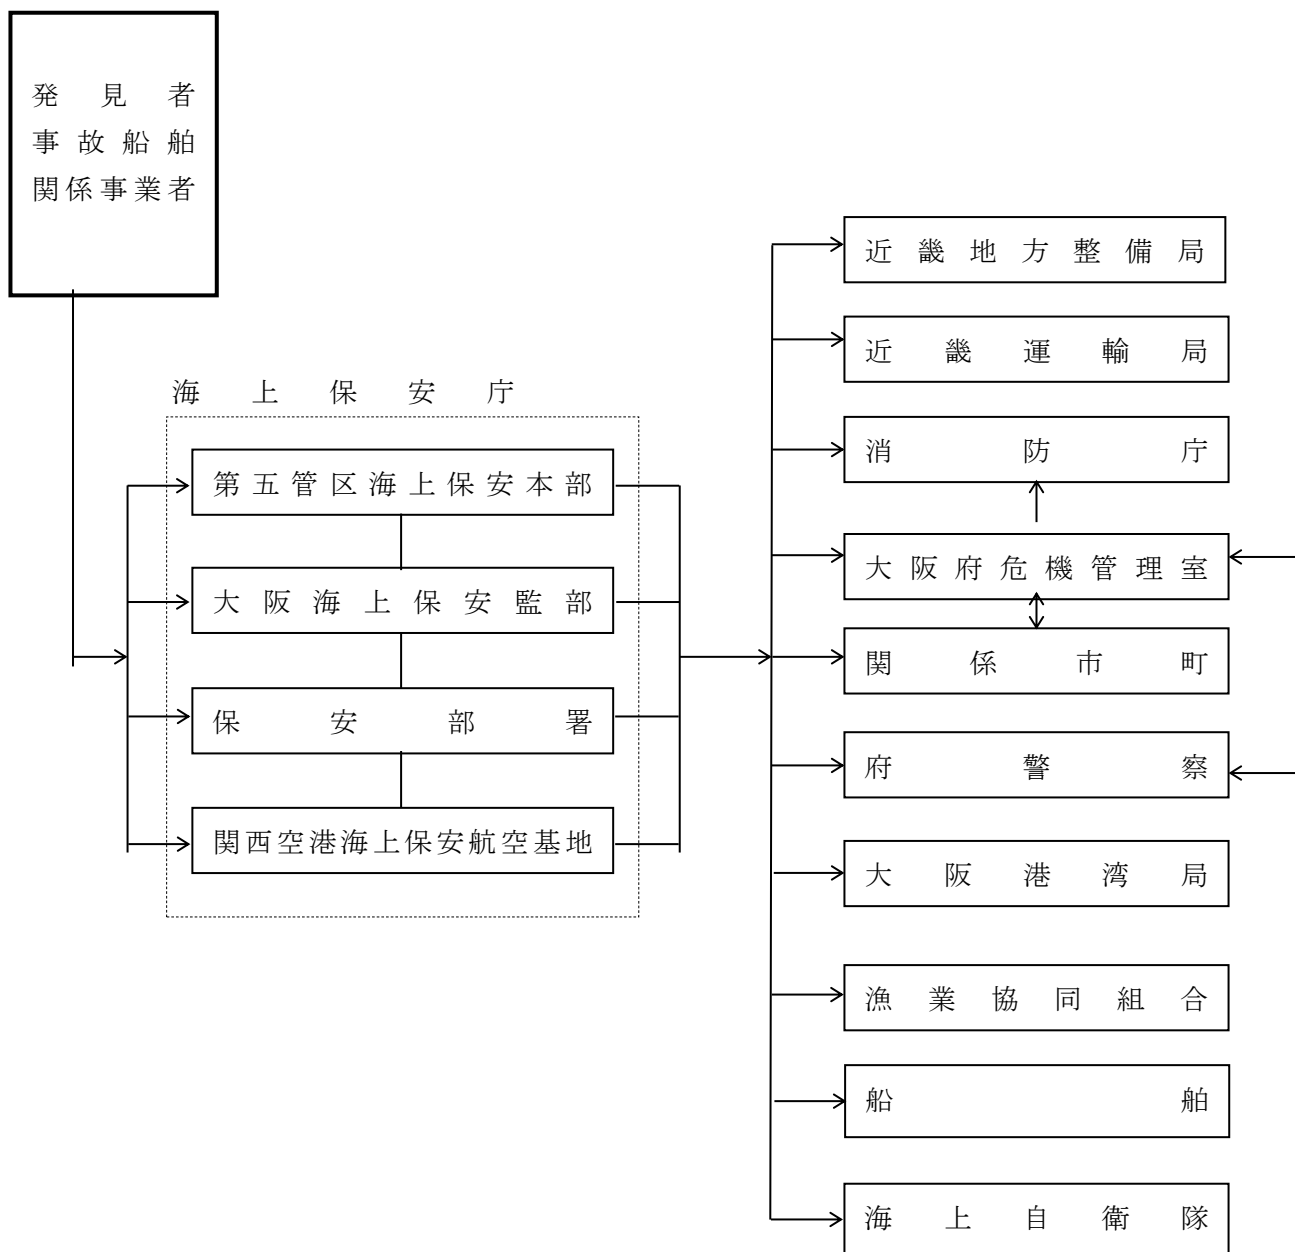 発見者
事故船舶
関係事業者
海上保安庁
第五管区海上保安本部
大阪海上保安監部
保安部署
関西空港海上保安航空基地
近畿地方整備局
近畿運輸局
消防庁
大阪府危機管理室
関係市町
府警察
大阪港湾局
漁業協同組合
船舶
海上自衛隊